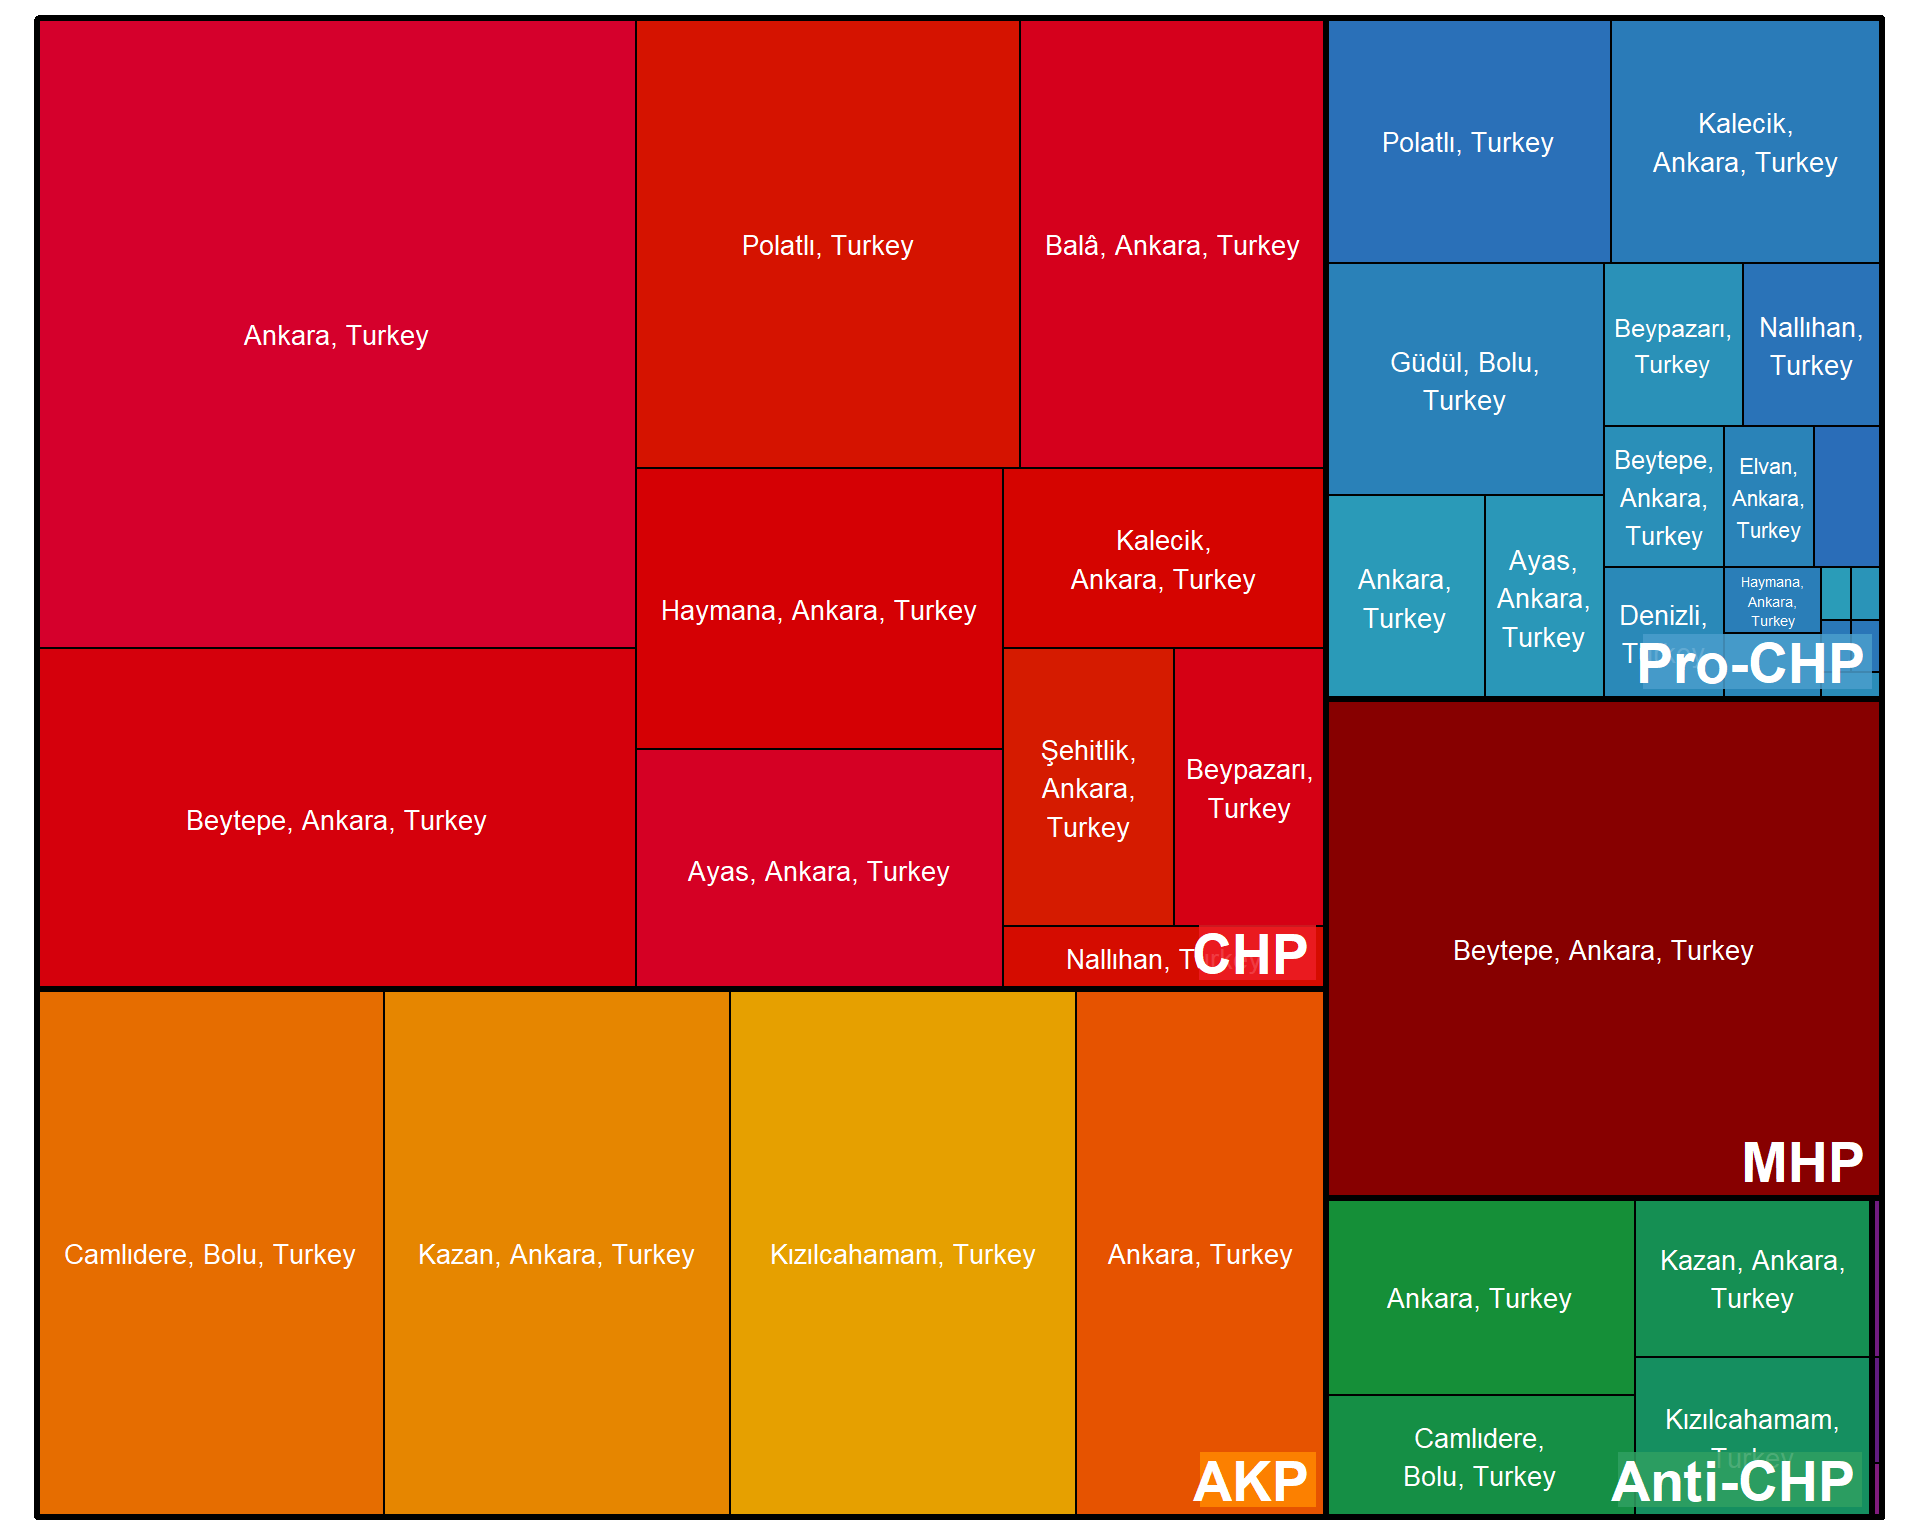 Ankara, Turkey
Polatlı, Turkey
Balâ, Ankara, Turkey
Beytepe, Ankara, Turkey
Haymana, Ankara, Turkey
Kalecik,
Ankara, Turkey
Ayas, Ankara, Turkey
Şehitlik,
Ankara,
Turkey
Beypazarı,
Turkey
Nallıhan, Turkey
CHP
Camlıdere, Bolu, Turkey
Kazan, Ankara, Turkey
Kızılcahamam, Turkey
Ankara, Turkey
AKP
Polatlı, Turkey
Kalecik,
Ankara, Turkey
Güdül, Bolu,
Turkey
Beypazarı,
Turkey
Nallıhan,
Turkey
Ankara,
Turkey
Ayas,
Ankara,
Turkey
Beytepe,
Ankara,
Turkey
Elvan,
Ankara,
Turkey
Denizli,
Turkey
Haymana,
Ankara,
Turkey
Pro-CHP
Beytepe, Ankara, Turkey
MHP
Ankara, Turkey
Kazan, Ankara,
Turkey
Camlıdere,
Bolu, Turkey
Kızılcahamam,
Turkey
Anti-CHP